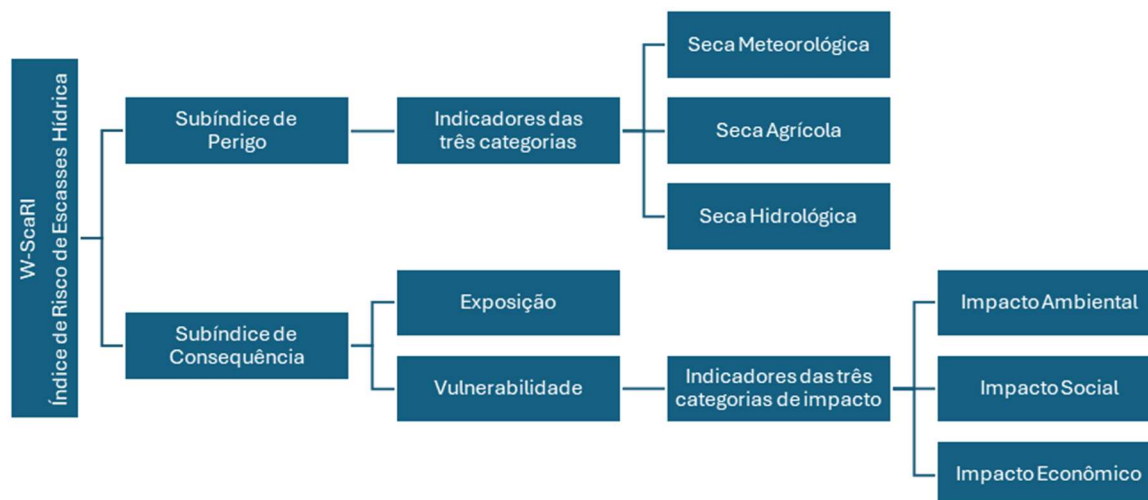 W-ScaRI
Índice de Risco de Escasses Hídrica
Subíndice de
Perigo
Indicadores das
três categorias
Seca Meteorológica
Seca Agrícola
Seca Hidrológica
Subíndice de
Consequência
Exposição
Vulnerabilidade
Indicadores das três
categorias de impacto
Impacto Ambiental
Impacto Social
Impacto Econômico